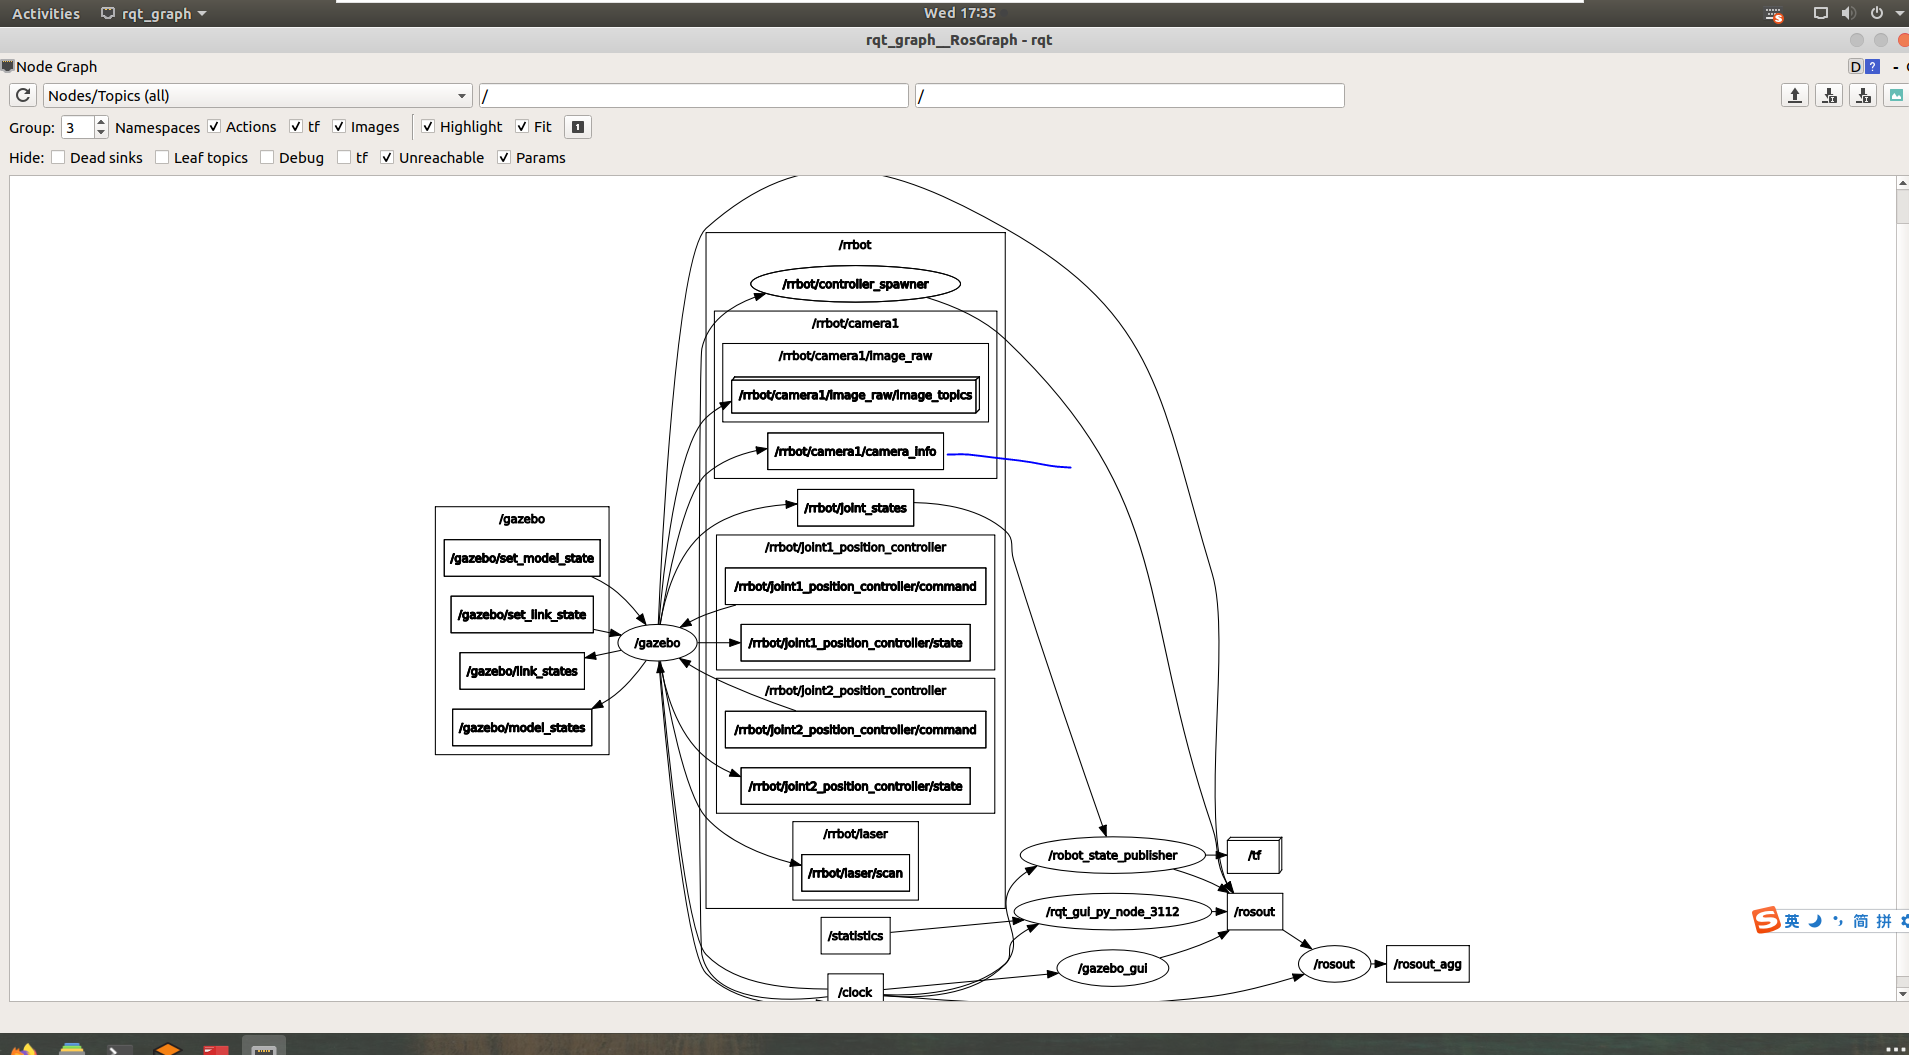 Activities rqt_graph Wed 17:35
rqt_graph__RosGraph - rqt
Node Graph D ? -
Nodes/Topics (all) / /
Group: 3 Namespaces Actions tf Images Highlight Fit 1
Hide: Dead sinks Leaf topics Debug tf Unreachable Params
/rrbot
/rrbot/controller_spawner
/rrbot/camera1
/rrbot/camera1/image_raw
/rrbot/camera1/image_raw/image_topics
/rrbot/camera1/camera_info
/rrbot/joint_states
/gazebo
/rrbot/joint1_position_controller
/gazebo/set_model_state
/rrbot/joint1_position_controller/command
/gazebo/set_link_state
/gazebo
/rrbot/joint1_position_controller/state
/gazebo/link_states
/rrbot/joint2_position_controller
/gazebo/model_states
/rrbot/joint2_position_controller/command
/rrbot/joint2_position_controller/state
/rrbot/laser
/rrbot/laser/scan
/robot_state_publisher
/tf
/rqt_gui_py_node_3112
/rosout
/statistics
/gazebo_gui
/rosout
/rosout_agg
/clock
S 英 简 拼